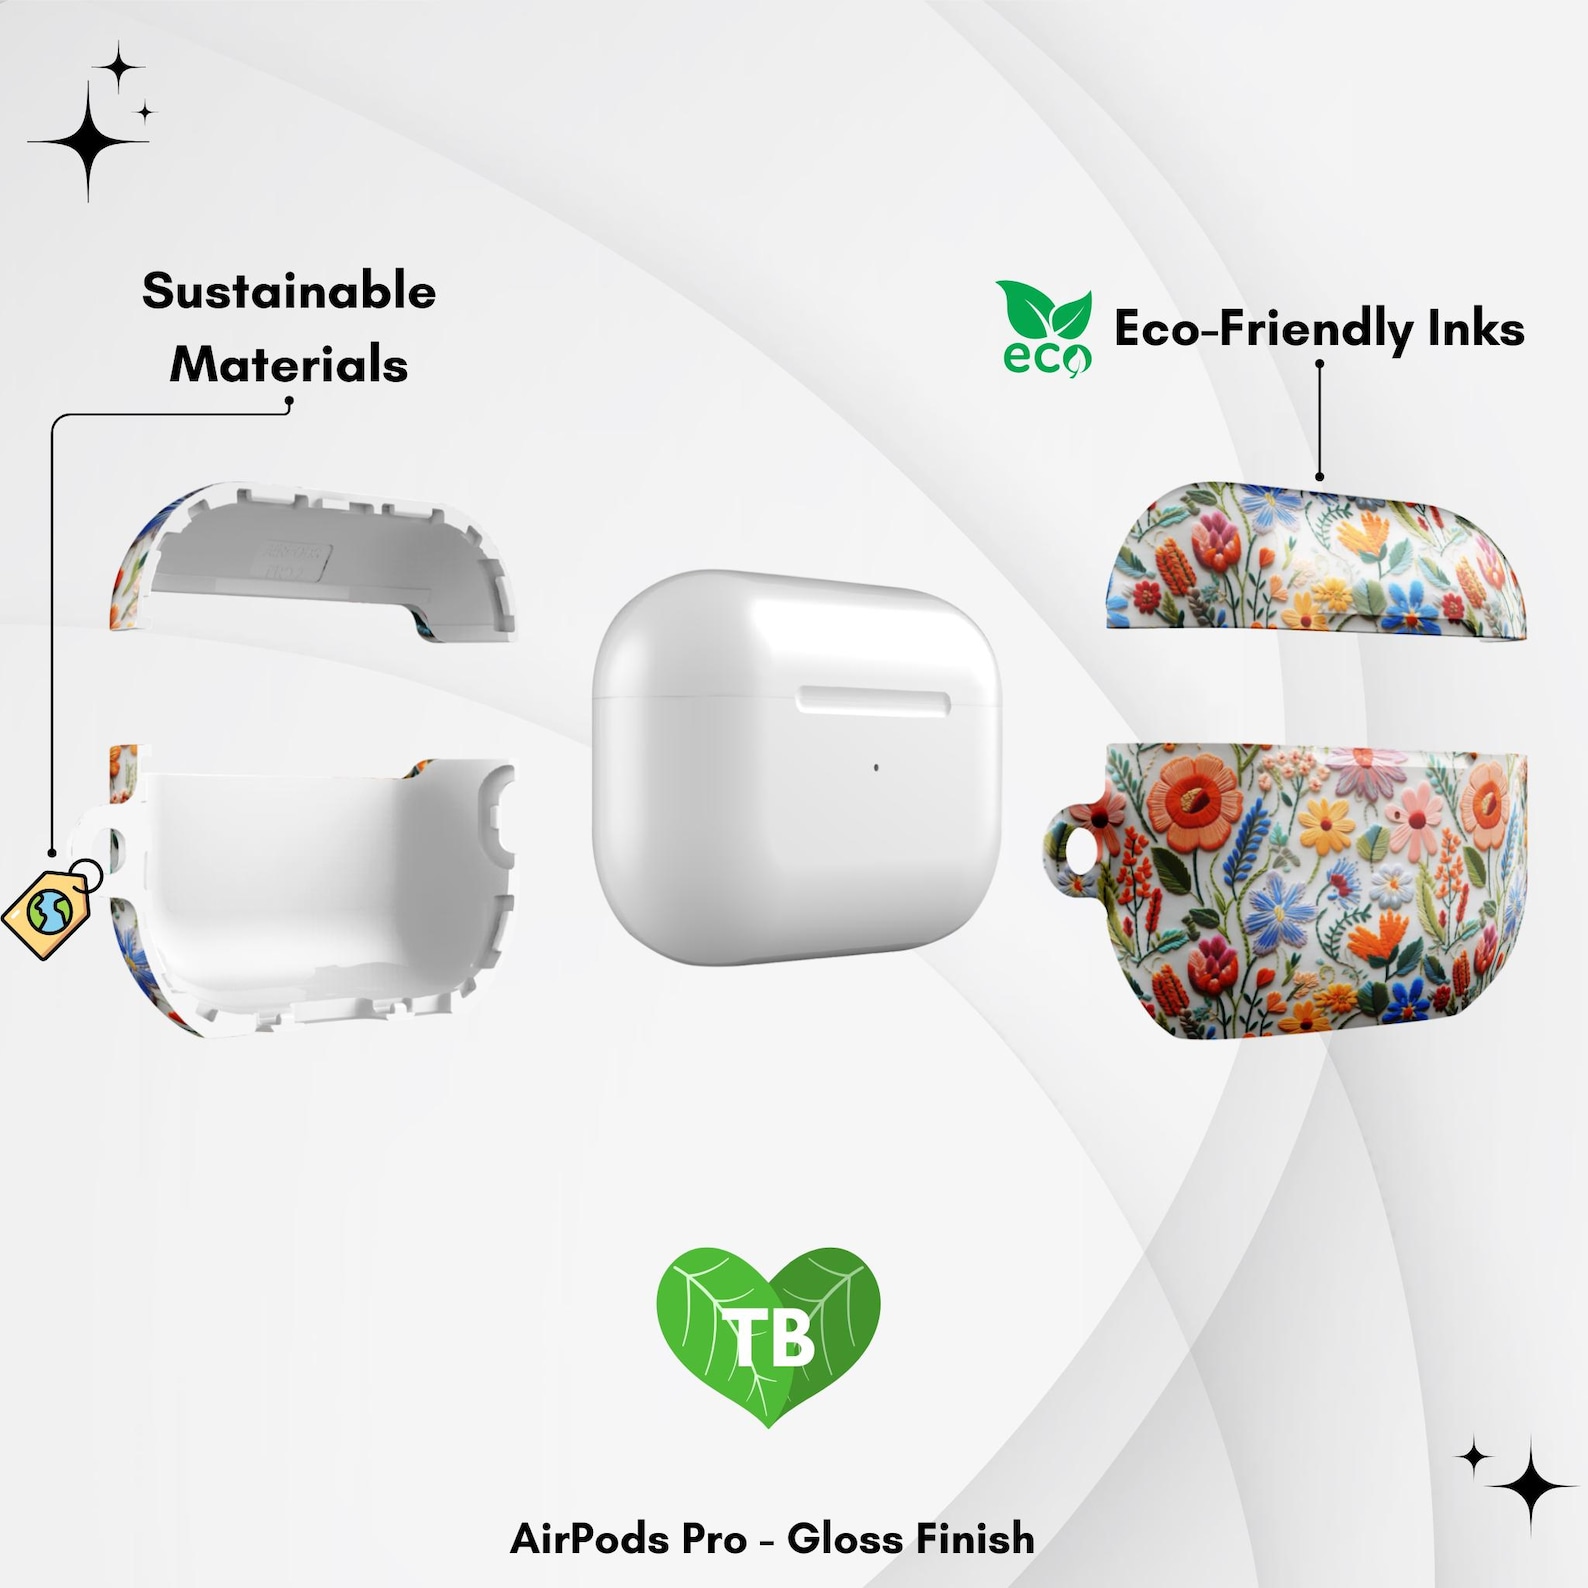 Sustainable
Materials
eco
Eco-Friendly Inks
TB
AirPods Pro - Gloss Finish